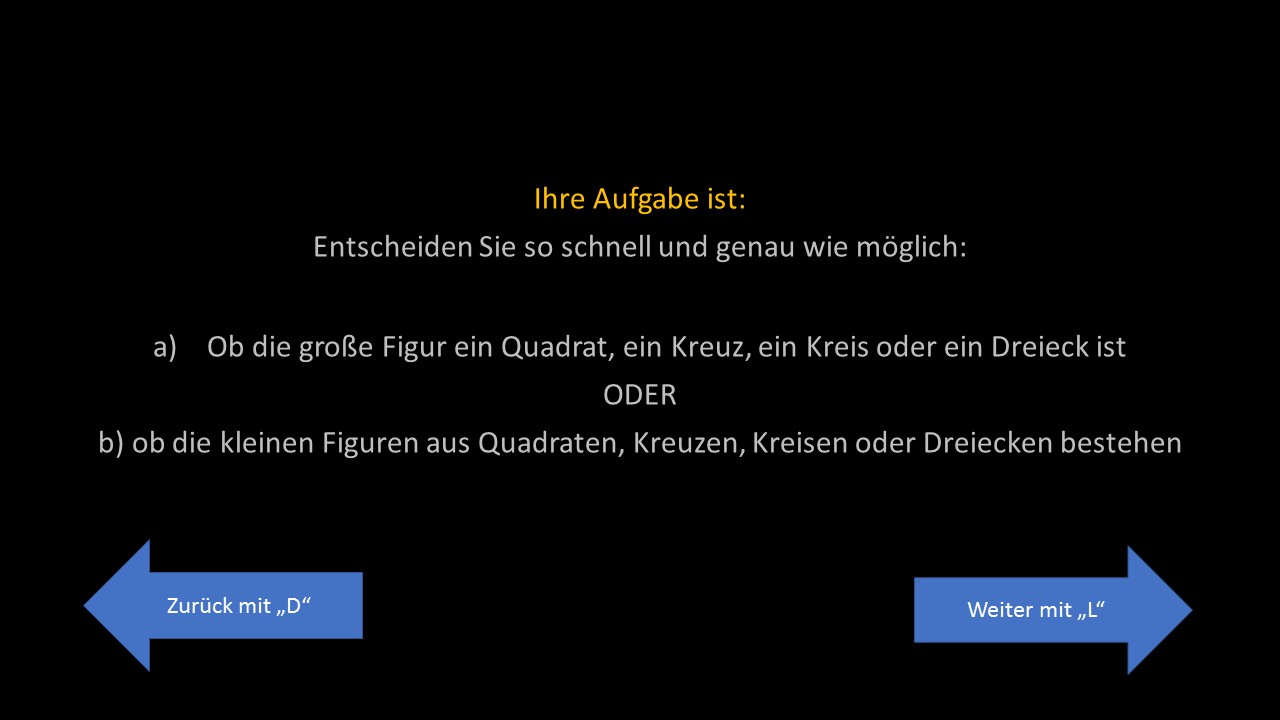 Ihre Aufgabe ist:
Entscheiden Sie so schnell und genau wie möglich:
a) Ob die große Figur ein Quadrat, ein Kreuz, ein Kreis oder ein Dreieck ist
ODER
b) ob die kleinen Figuren aus Quadraten, Kreuzen, Kreisen oder Dreiecken bestehen
Zurück mit „D“
Weiter mit „L“